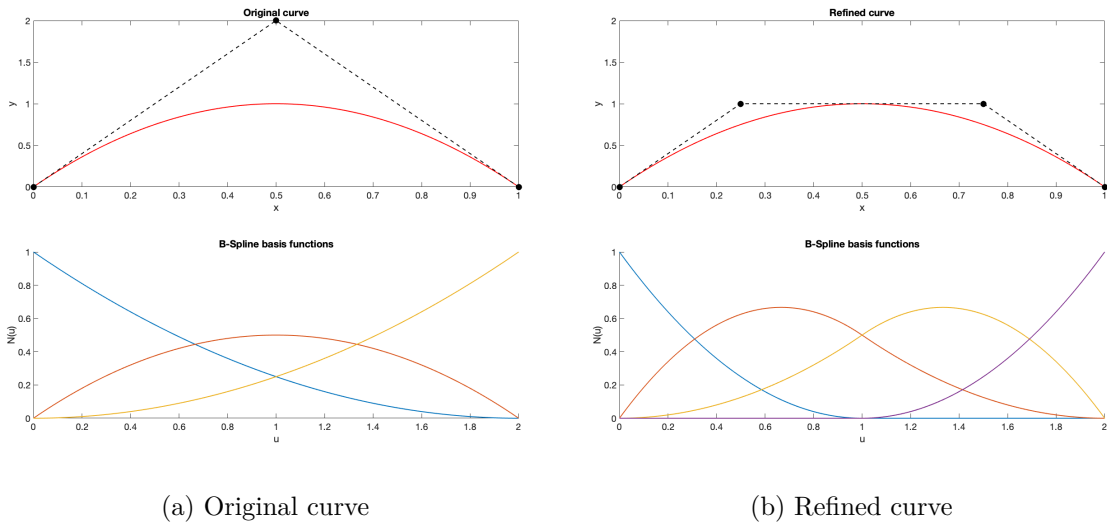 Original curve
2
1.5
y
1
0.5
0
0 0.1 0.2 0.3 0.4 0.5 0.6 0.7 0.8 0.9 1
x
B-Spline basis functions
1
0.8
0.6
N(u)
0.4
0.2
0
0 0.2 0.4 0.6 0.8 1 1.2 1.4 1.6 1.8 2
u
(a) Original curve
Refined curve
2
1.5
y
1
0.5
0
0 0.1 0.2 0.3 0.4 0.5 0.6 0.7 0.8 0.9 1
x
B-Spline basis functions
1
0.8
0.6
N(u)
0.4
0.2
0
0 0.2 0.4 0.6 0.8 1 1.2 1.4 1.6 1.8 2
u
(b) Refined curve